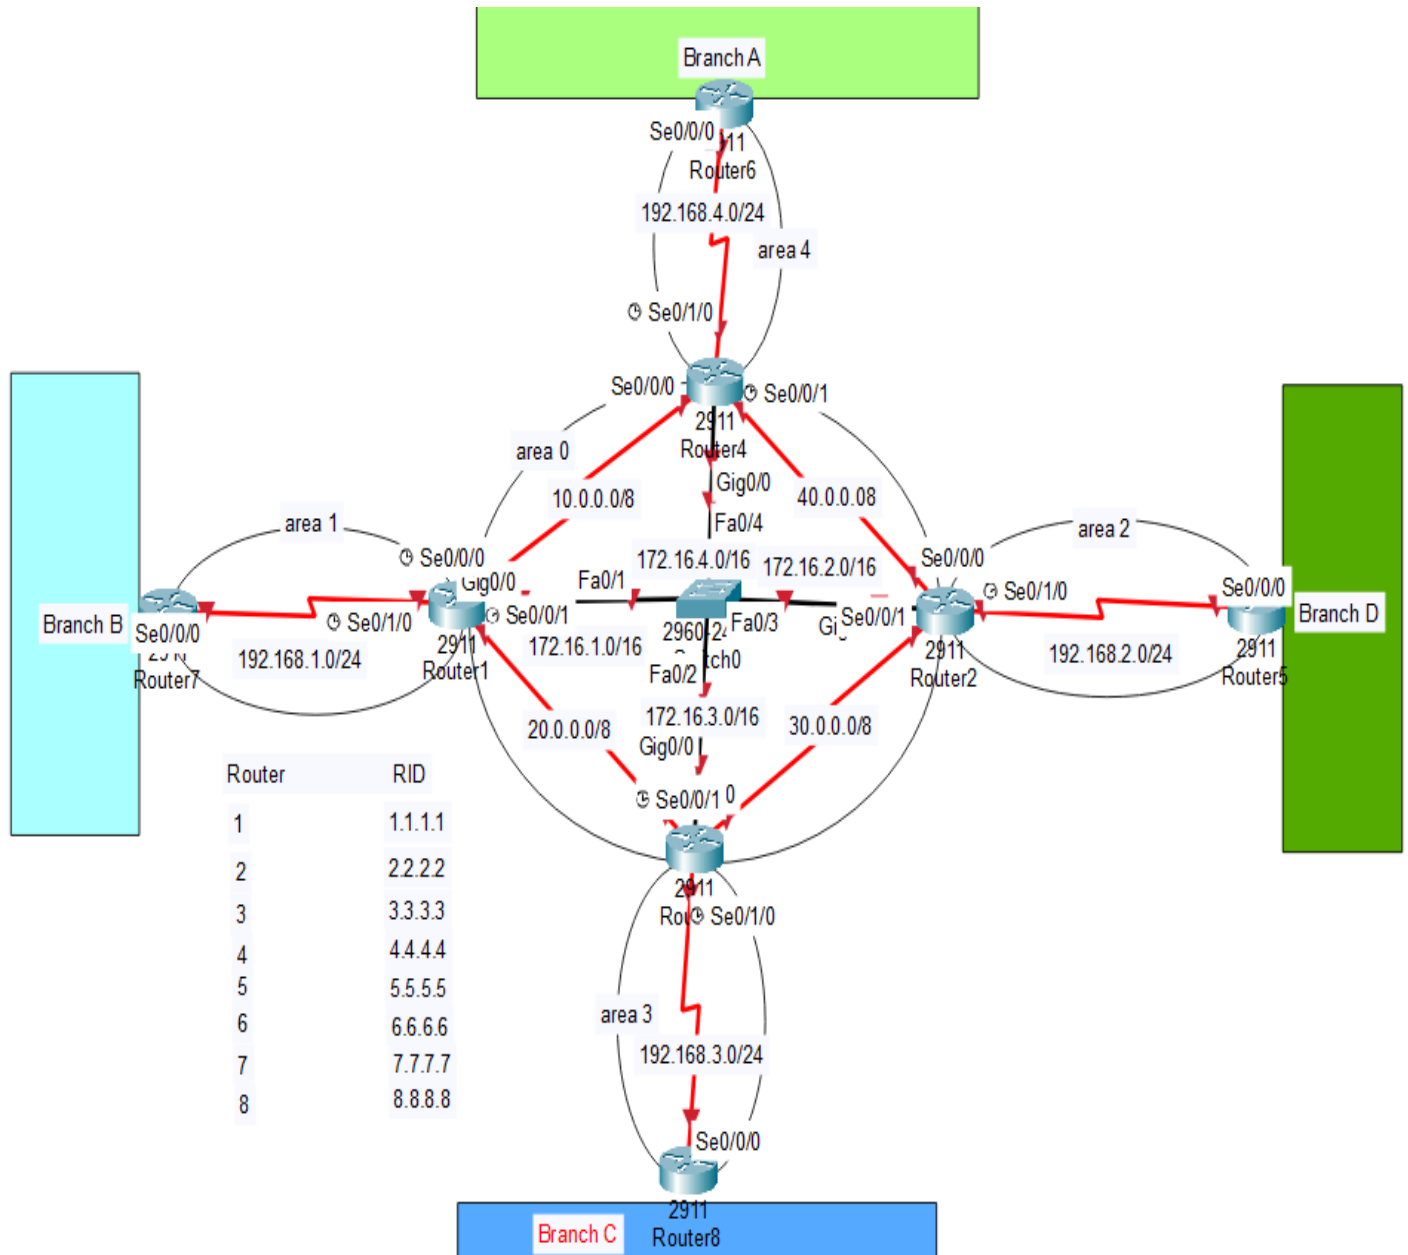 Branch A
Se0/0/0
Router6
192.168.4.0/24
area 4
Se0/1/0
Se0/0/0
Se0/0/1
2911
Router4
area 0
Gig0/0
10.0.0.0/8
40.0.0.08
Fa0/4
area 1
area 2
172.16.4.0/16
172.16.2.0/16
Se0/0/0
Se0/0/0
Gig0/0
Fa0/1
Se0/1/0
Se0/0/0
Branch B
Se0/0/0
Se0/1/0
Se0/0/1
Fa0/3
Se0/0/1
Branch D
172.16.1.0/16
192.168.1.0/24
2911
Router1
2911
Router2
192.168.2.0/24
2911
Router5
Router7
Fa0/2
172.16.3.0/16
20.0.0.0/8
30.0.0.0/8
Gig0/0
Router RID
1 1.1.1.1
2 2.2.2.2
3 3.3.3.3
4 4.4.4.4
5 5.5.5.5
6 6.6.6.6
7 7.7.7.7
8 8.8.8.8
Se0/0/1
2911
Se0/1/0
area 3
192.168.3.0/24
Se0/0/0
2911
Router8
Branch C